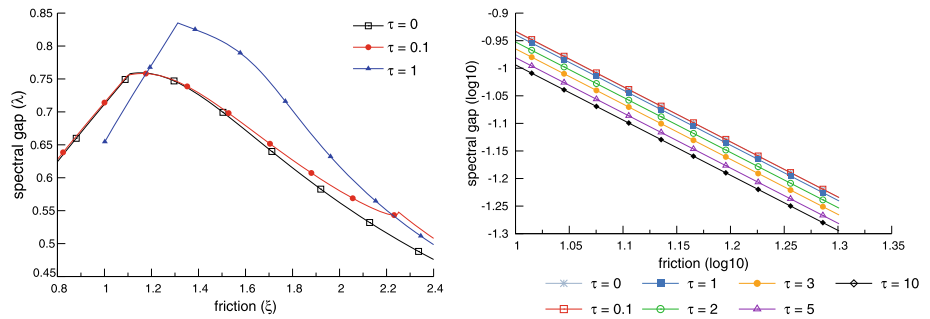 0.85
0.8
0.75
0.7
0.65
0.6
0.55
0.5
0.45
0.8 1 1.2 1.4 1.6 1.8 2 2.2 2.4
spectral gap (λ)
friction (ξ)
τ = 0
τ = 0.1
τ = 1
-0.9
-0.95
-1
-1.05
-1.1
-1.15
-1.2
-1.25
-1.3
1 1.05 1.1 1.15 1.2 1.25 1.3 1.35
spectral gap (log10)
friction (log10)
τ = 0 τ = 1 τ = 3 τ = 10
τ = 0.1 τ = 2 τ = 5